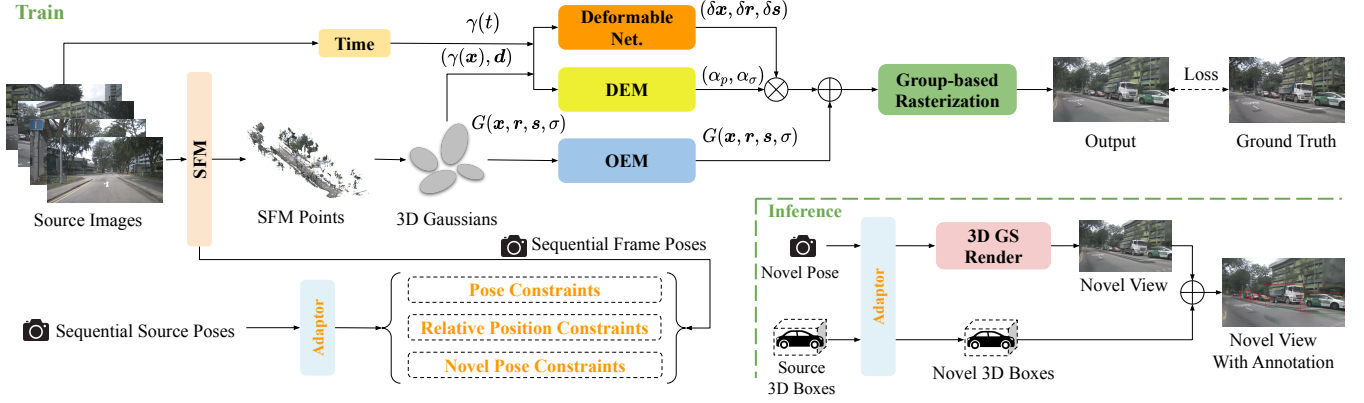 Train
Time
γ(t)
(γ(x), d)
Deformable
Net.
(δx, δr, δs)
DEM
(α_p, α_σ)
Group-based
Rasterization
Loss
Output
Ground Truth
SFM
G(x, r, s, σ)
OEM
G(x, r, s, σ)
Source Images
SFM Points
3D Gaussians
Sequential Frame Poses
Sequential Source Poses
Adaptor
Pose Constraints
Relative Position Constraints
Novel Pose Constraints
Inference
Novel Pose
Adaptor
3D GS
Render
Novel View
Source
3D Boxes
Novel 3D Boxes
Novel View
With Annotation